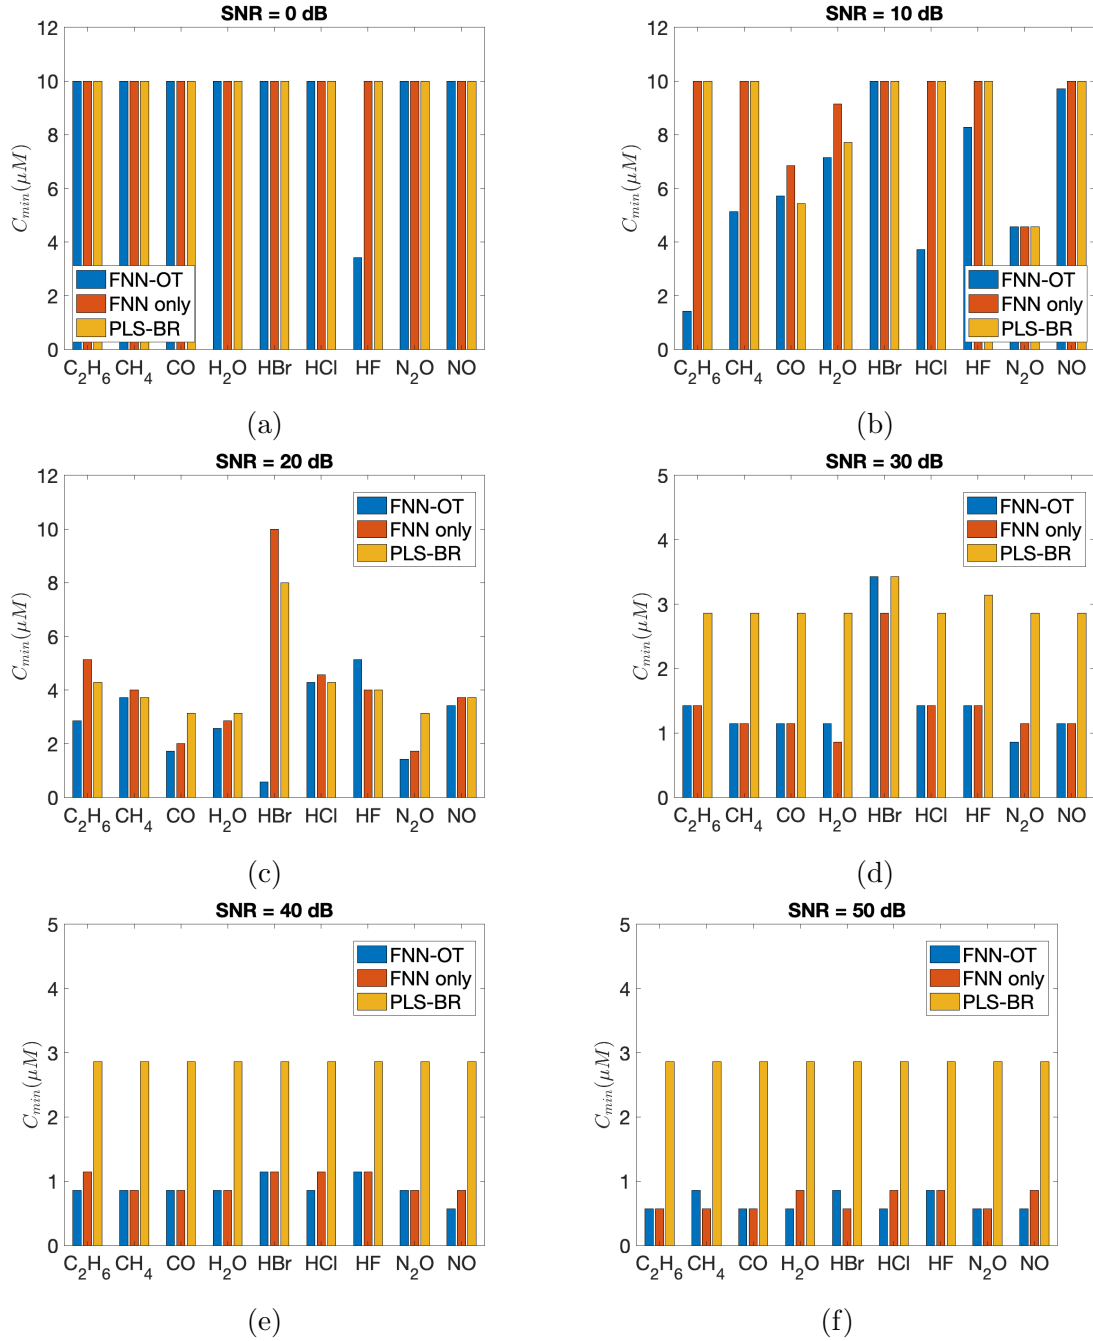 SNR = 0 dB
12
10
8
6
4
2
0
C_min(μM)
FNN-OT
FNN only
PLS-BR
C₂H₆ CH₄ CO H₂O HBr HCl HF N₂O NO
(a)
SNR = 10 dB
12
10
8
6
4
2
0
C_min(μM)
FNN-OT
FNN only
PLS-BR
C₂H₆ CH₄ CO H₂O HBr HCl HF N₂O NO
(b)
SNR = 20 dB
12
10
8
6
4
2
0
C_min(μM)
FNN-OT
FNN only
PLS-BR
C₂H₆ CH₄ CO H₂O HBr HCl HF N₂O NO
(c)
SNR = 30 dB
5
4
3
2
1
0
C_min(μM)
FNN-OT
FNN only
PLS-BR
C₂H₆ CH₄ CO H₂O HBr HCl HF N₂O NO
(d)
SNR = 40 dB
5
4
3
2
1
0
C_min(μM)
FNN-OT
FNN only
PLS-BR
C₂H₆ CH₄ CO H₂O HBr HCl HF N₂O NO
(e)
SNR = 50 dB
5
4
3
2
1
0
C_min(μM)
FNN-OT
FNN only
PLS-BR
C₂H₆ CH₄ CO H₂O HBr HCl HF N₂O NO
(f)